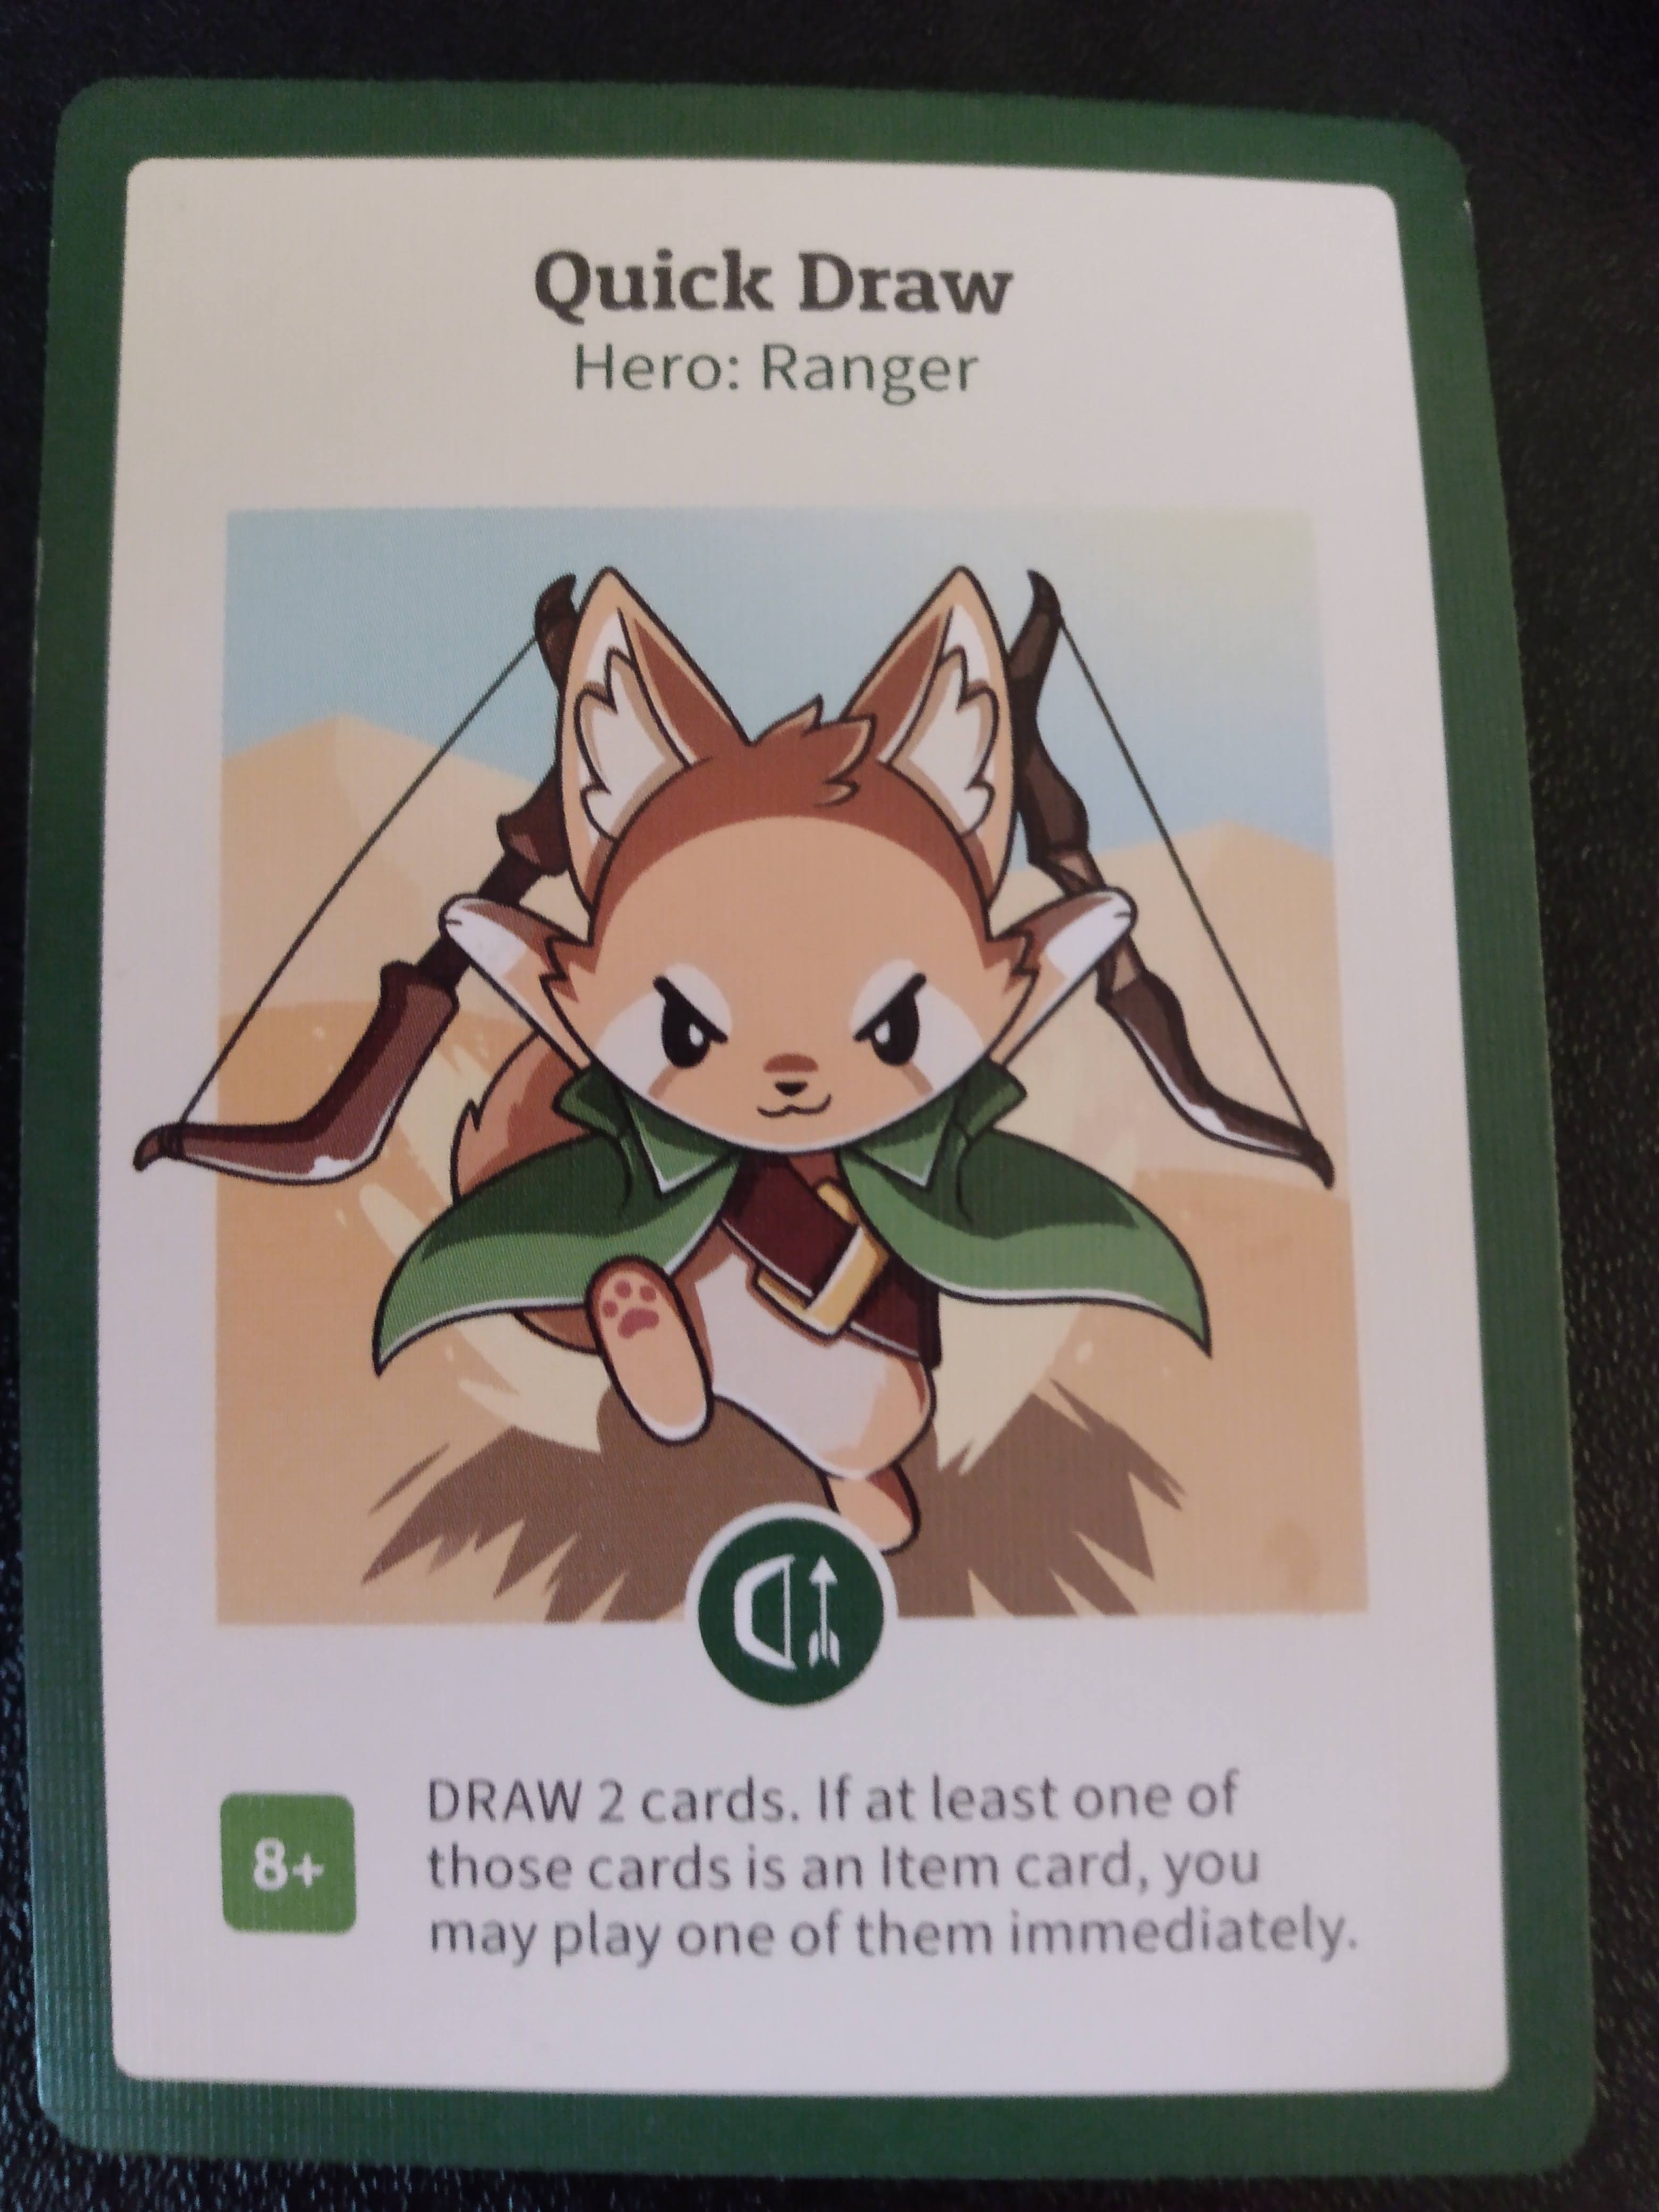 Quick Draw
Hero: Ranger
8+
DRAW 2 cards. If at least one of
those cards is an Item card, you
may play one of them immediately.